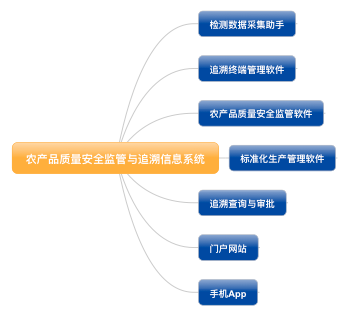 检测数据采集助手
追溯终端管理软件
农产品质量安全监管软件
农产品质量安全监管与追溯信息系统
标准化生产管理软件
追溯查询与审批
门户网站
手机App